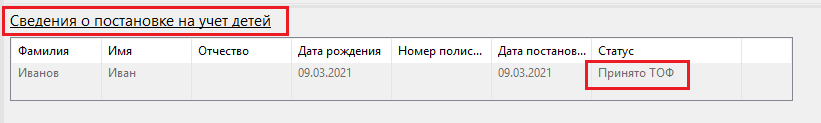 Сведения о постановке на учет детей
Фамилия Имя Отчество Дата рождения Номер полис... Дата постанов... Статус
Иванов Иван 09.03.2021 09.03.2021 Принято ТОФ